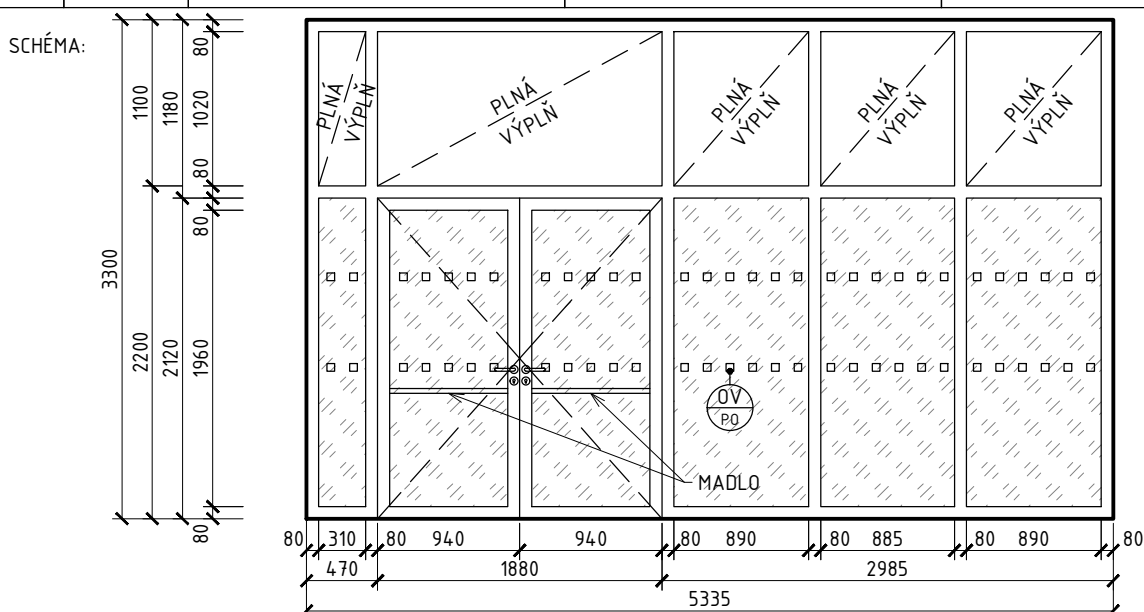 SCHÉMA:
PLNÁ
VÝPLŇ
PLNÁ
VÝPLŇ
PLNÁ
VÝPLŇ
PLNÁ
VÝPLŇ
PLNÁ
VÝPLŇ
3300
1100
2200
1180
2120
80
1020
80
80
1960
80
OV
PO
MADLO
80 310 80 940 940 80 890 80 885 80 890 80
470 1880 2985
5335